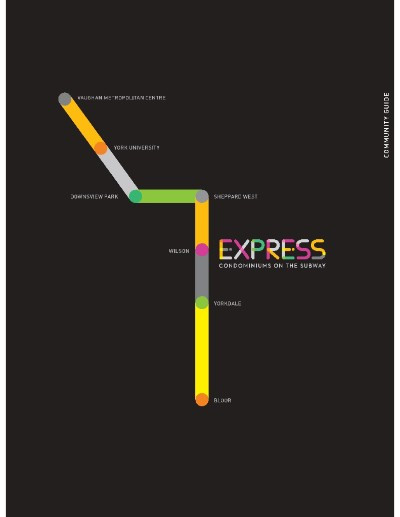 VAUGHAN METROPOLITAN CENTRE
COMMUNITY GUIDE
YORK UNIVERSITY
DOWNSVIEW PARK
SHEPPARD WEST
WILSON
EXPRESS
CONDOMINIUMS ON THE SUBWAY
YORKDALE
BLOOR